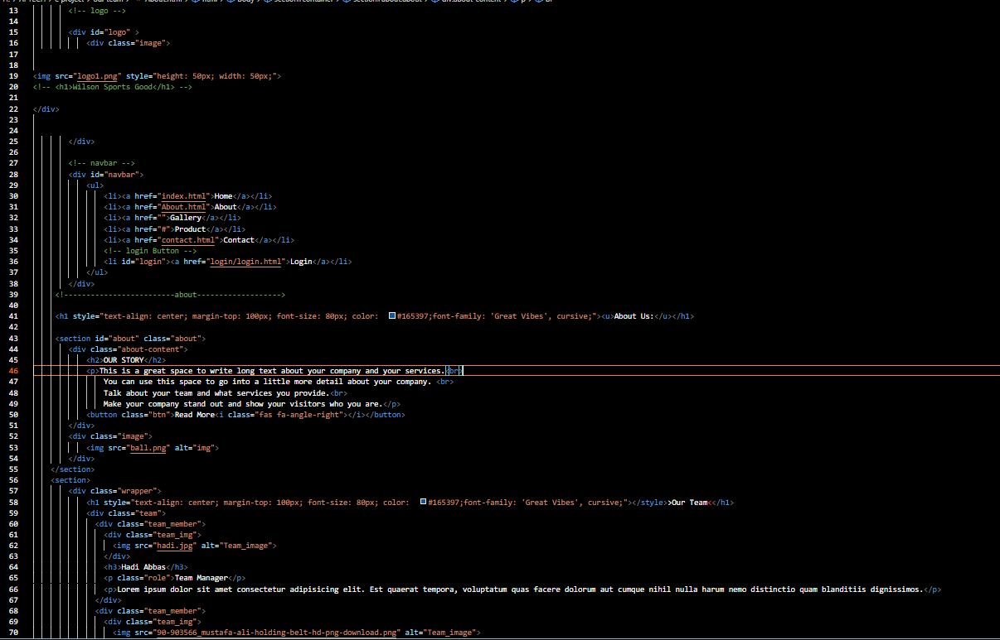 13 <!-- logo -->
14
15 <div id="logo" >
16 <div class="image">
17
18
19 <img src="logo1.png" style="height: 50px; width: 50px;">
20 <!-- <h1>Wilson Sports Good</h1> -->
21
22 </div>
23
24
25 </div>
26
27 <!-- navbar -->
28 <div id="navbar">
29 <ul>
30 <li><a href="index.html">Home</a></li>
31 <li><a href="About.html">About</a></li>
32 <li><a href="">Gallery</a></li>
33 <li><a href="#">Product</a></li>
34 <li><a href="contact.html">Contact</a></li>
35 <!-- login Button -->
36 <li id="login"><a href="login/login.html">Login</a></li>
37 </ul>
38 </div>
39 <!-------------------------about------------------->
40
41 <h1 style="text-align: center; margin-top: 100px; font-size: 80px; color: #165397;font-family: 'Great Vibes', cursive;"><u>About Us:</u></h1>
42
43 <section id="about" class="about">
44 <div class="about-content">
45 <h2>OUR STORY</h2>
46 <p>This is a great space to write long text about your company and your services.<br>
47 You can use this space to go into a little more detail about your company. <br>
48 Talk about your team and what services you provide.<br>
49 Make your company stand out and show your visitors who you are.</p>
50 <button class="btn">Read More<i class="fas fa-angle-right"></i></button>
51 </div>
52 <div class="image">
53 <img src="ball.png" alt="img">
54 </div>
55 </section>
56 <section>
57 <div class="wrapper">
58 <h1 style="text-align: center; margin-top: 100px; font-size: 80px; color: #165397;font-family: 'Great Vibes', cursive;"></style>>Our Team<</h1>
59 <div class="team">
60 <div class="team_member">
61 <div class="team_img">
62 <img src="hadi.jpg" alt="Team_image">
63 </div>
64 <h3>Hadi Abbas</h3>
65 <p class="role">Team Manager</p>
66 <p>Lorem ipsum dolor sit amet consectetur adipisicing elit. Est quaerat tempora, voluptatum quas facere dolorum aut cumque nihil nulla harum nemo distinctio quam blanditiis dignissimos.</p>
67 </div>
68 <div class="team_member">
69 <div class="team_img">
70 <img src="90-903566_mustafa-ali-holding-belt-hd-png-download.png" alt="Team_image">